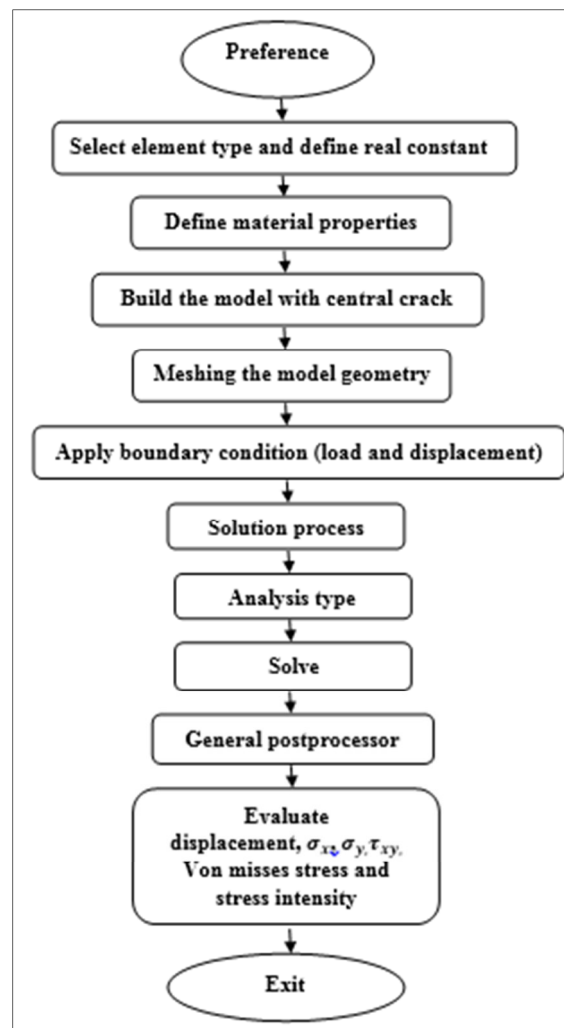 Preference
Select element type and define real constant
Define material properties
Build the model with central crack
Meshing the model geometry
Apply boundary condition (load and displacement)
Solution process
Analysis type
Solve
General postprocessor
Evaluate
displacement, σx, σy, τxy,
Von misses stress and
stress intensity
Exit